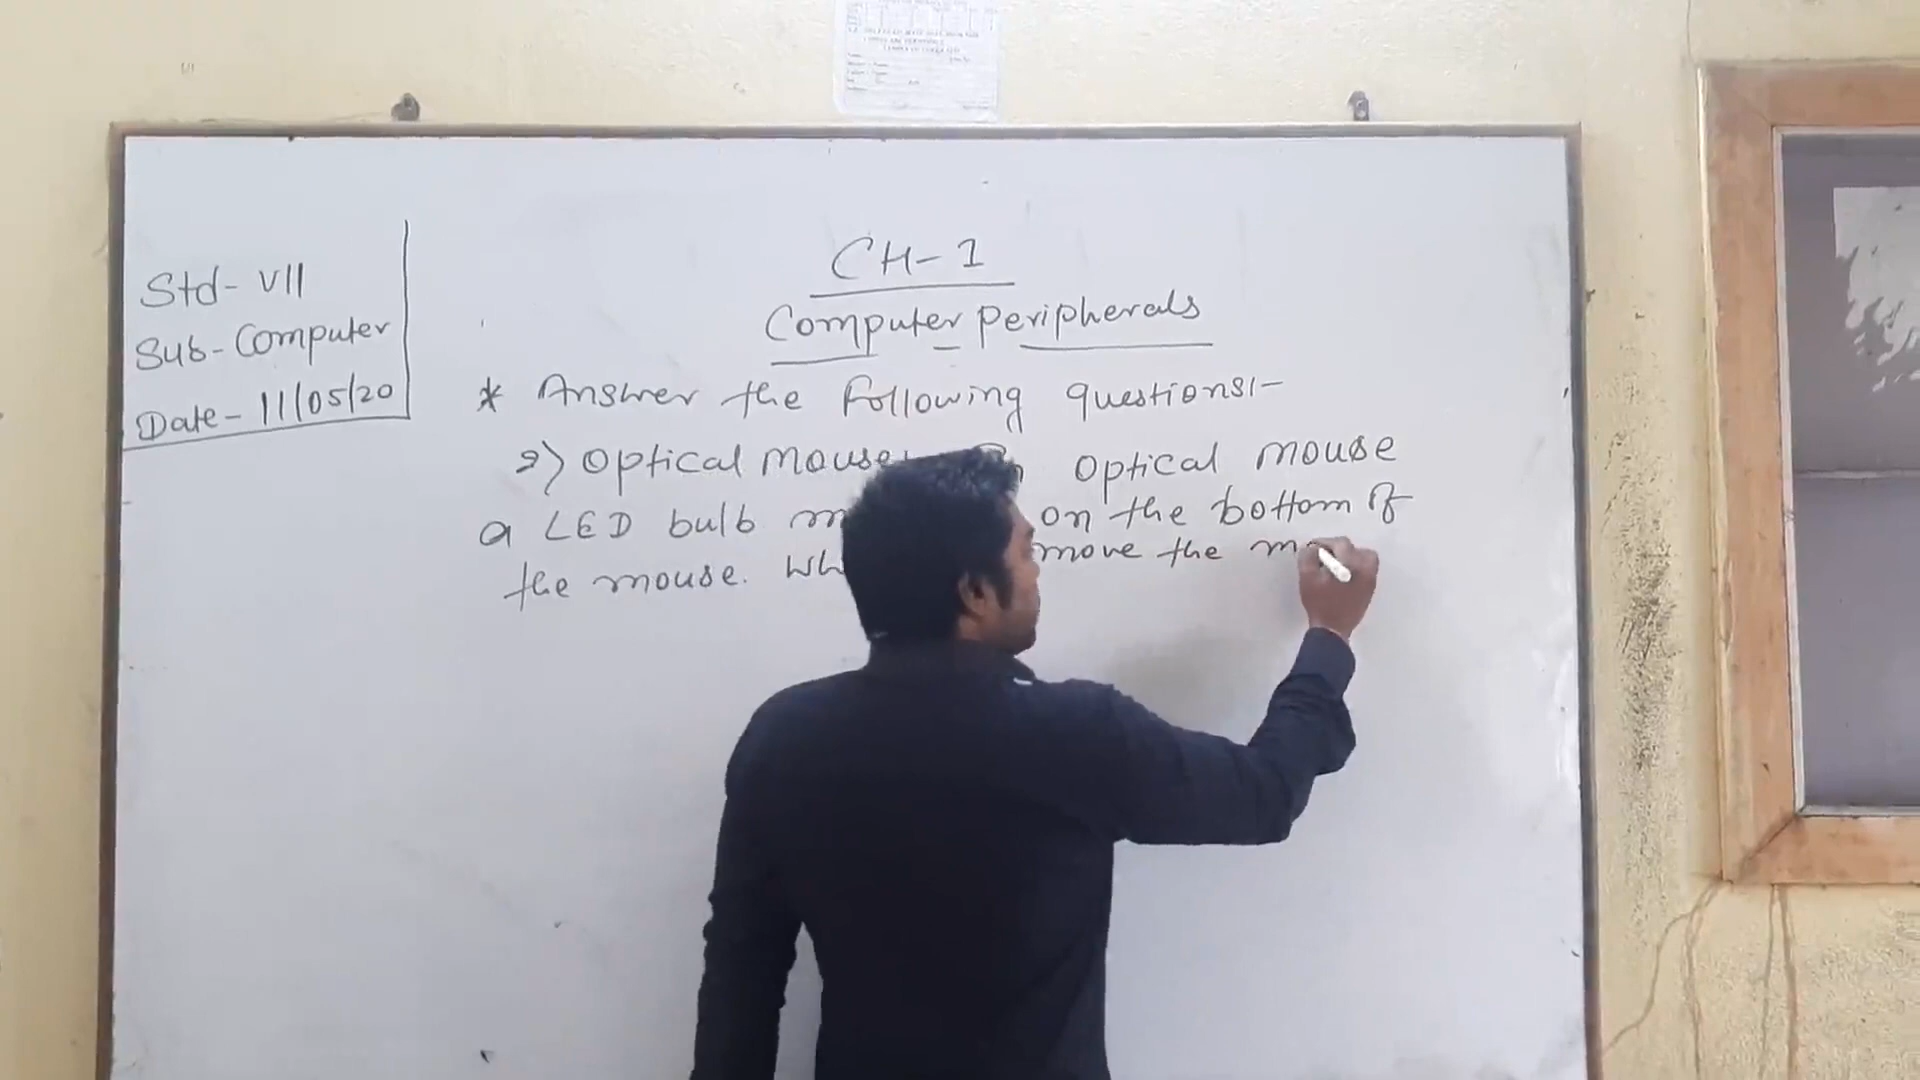 Std- VII
Sub- Computer
Date- 11/05/20
CH-1
Computer Peripherals
* Answer the following questions:-
2) Optical Mouse:- Optical mouse
a LED bulb on the bottom of
the mouse. move the